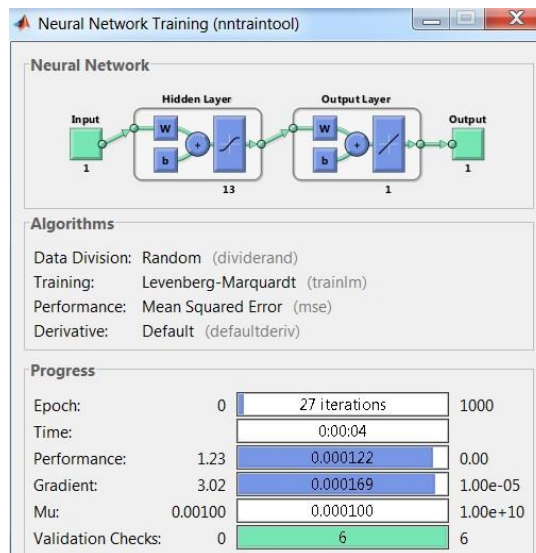 Neural Network Training (nntraintool)
Neural Network
Hidden Layer Output Layer
Input Output
W W
+ +
b b
1 1
13 1
Algorithms
Data Division: Random (dividerand)
Training: Levenberg-Marquardt (trainlm)
Performance: Mean Squared Error (mse)
Derivative: Default (defaultderiv)
Progress
Epoch: 0 27 iterations 1000
Time: 0:00:04
Performance: 1.23 0.000122 0.00
Gradient: 3.02 0.000169 1.00e-05
Mu: 0.00100 0.000100 1.00e+10
Validation Checks: 0 6 6